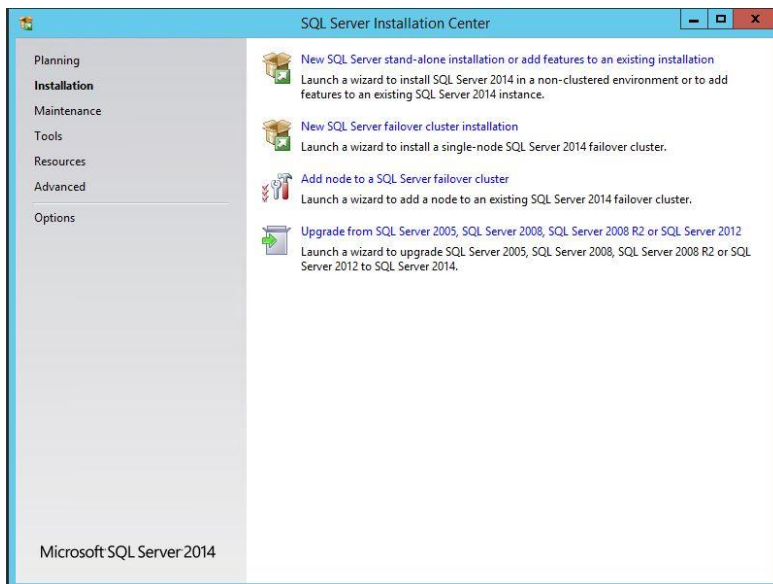 SQL Server Installation Center
Planning
Installation
Maintenance
Tools
Resources
Advanced
Options
New SQL Server stand-alone installation or add features to an existing installation
Launch a wizard to install SQL Server 2014 in a non-clustered environment or to add
features to an existing SQL Server 2014 instance.
New SQL Server failover cluster installation
Launch a wizard to install a single-node SQL Server 2014 failover cluster.
Add node to a SQL Server failover cluster
Launch a wizard to add a node to an existing SQL Server 2014 failover cluster.
Upgrade from SQL Server 2005, SQL Server 2008, SQL Server 2008 R2 or SQL Server 2012
Launch a wizard to upgrade SQL Server 2005, SQL Server 2008, SQL Server 2008 R2 or SQL
Server 2012 to SQL Server 2014.
Microsoft SQL Server 2014